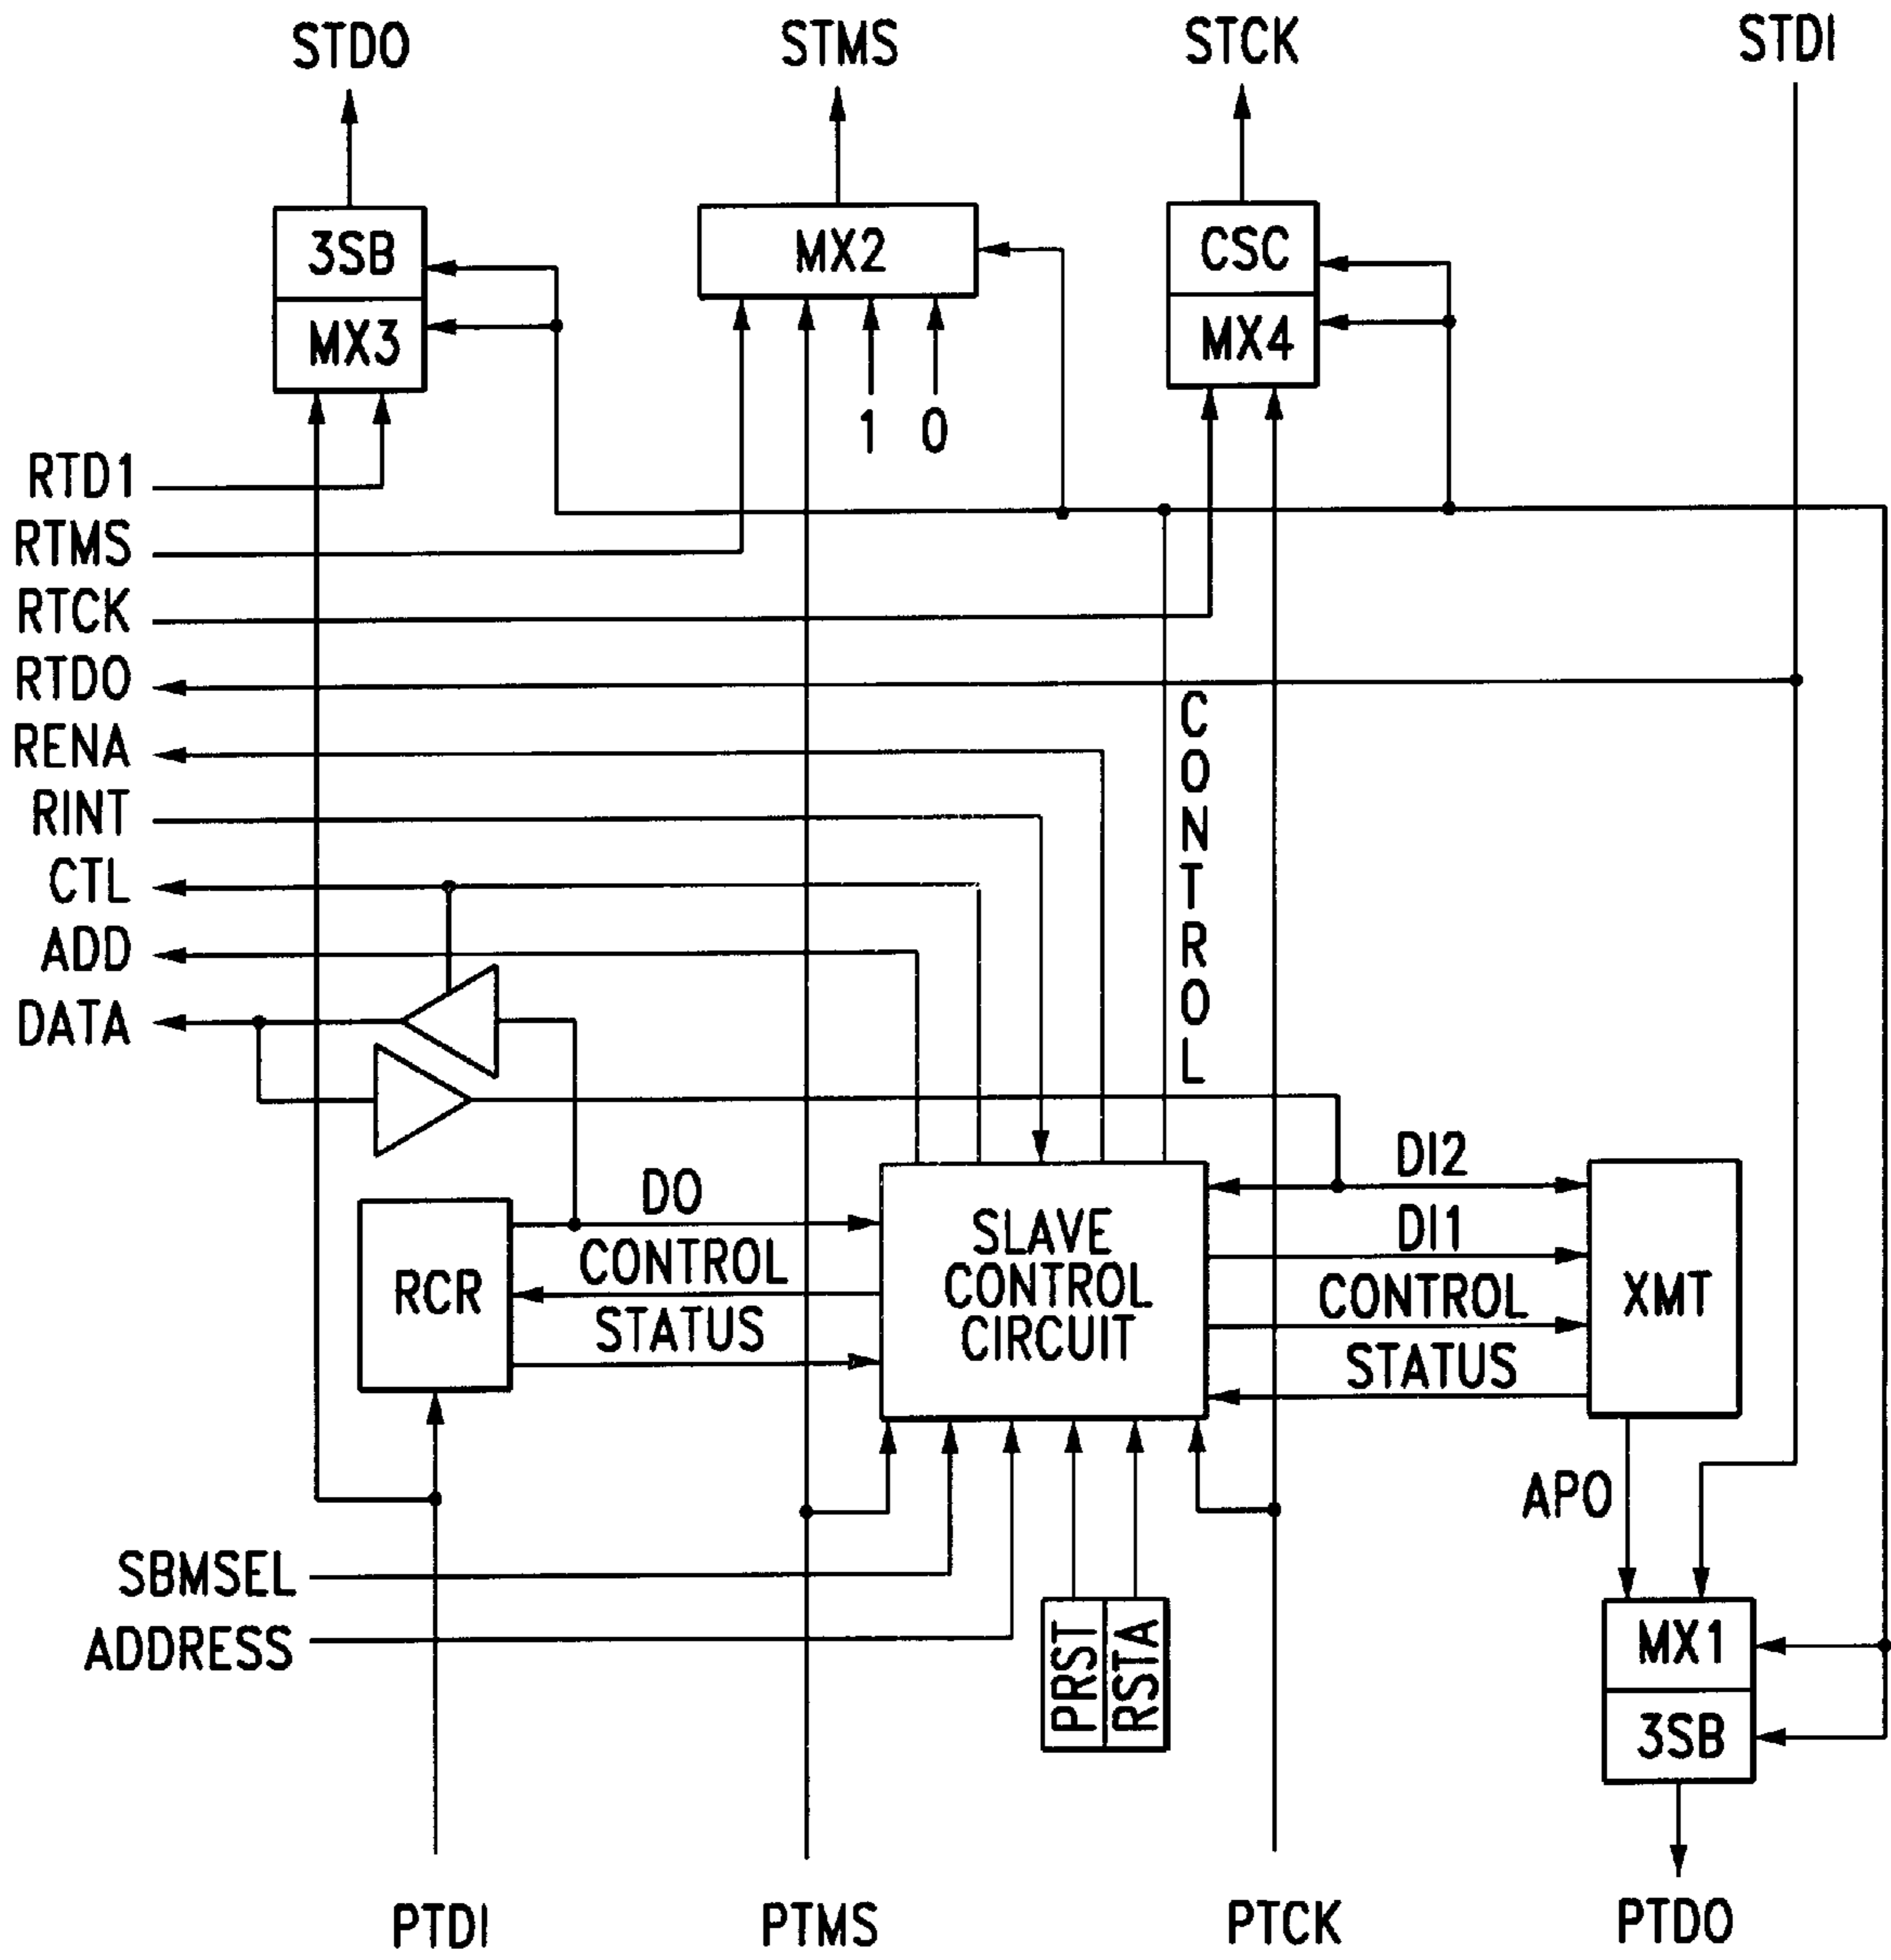 STDO
STMS
STCK
STDI
3SB
MX3
MX2
CSC
MX4
1 0
RTD1
RTMS
RTCK
RTDO
RENA
RINT
CTL
ADD
DATA
CONTROL
DO
CONTROL
STATUS
RCR
SLAVE
CONTROL
CIRCUIT
DI2
DI1
CONTROL
STATUS
XMT
APO
SBMSEL
ADDRESS
PRST
RSTA
MX1
3SB
PTDI
PTMS
PTCK
PTDO